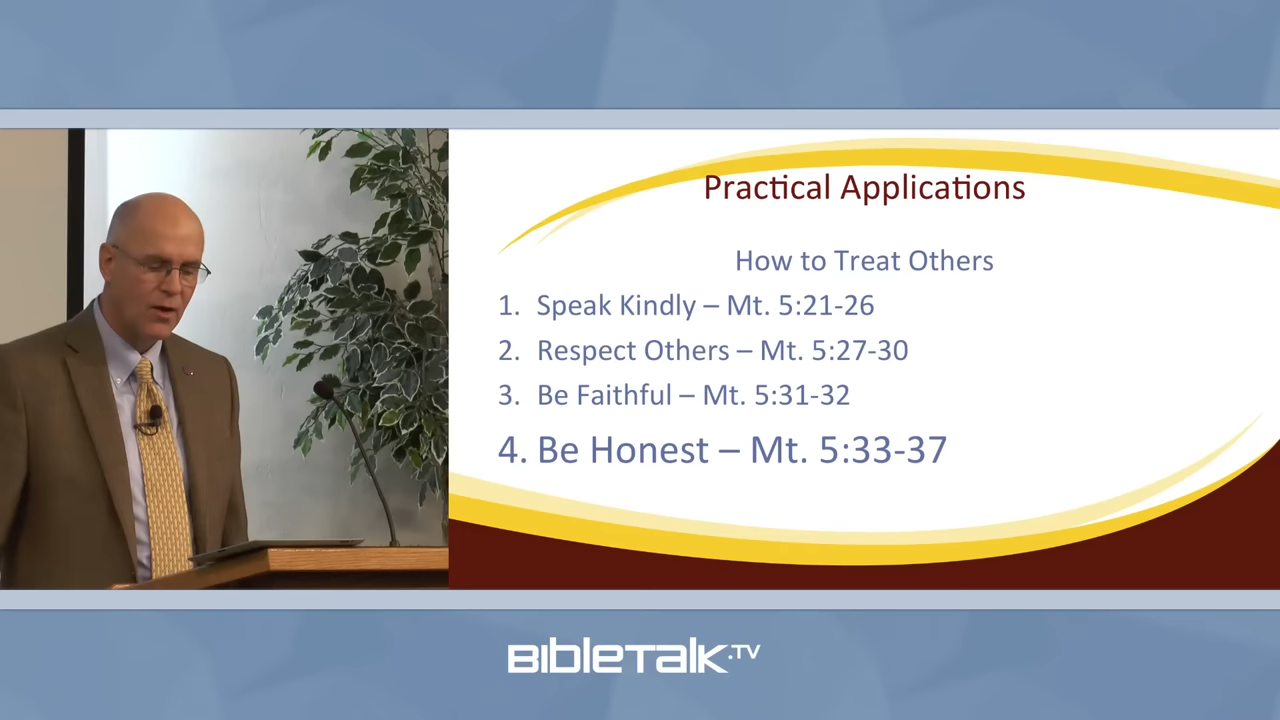 Practical Applications
How to Treat Others
1. Speak Kindly – Mt. 5:21-26
2. Respect Others – Mt. 5:27-30
3. Be Faithful – Mt. 5:31-32
4. Be Honest – Mt. 5:33-37
BIBLETALK.TV